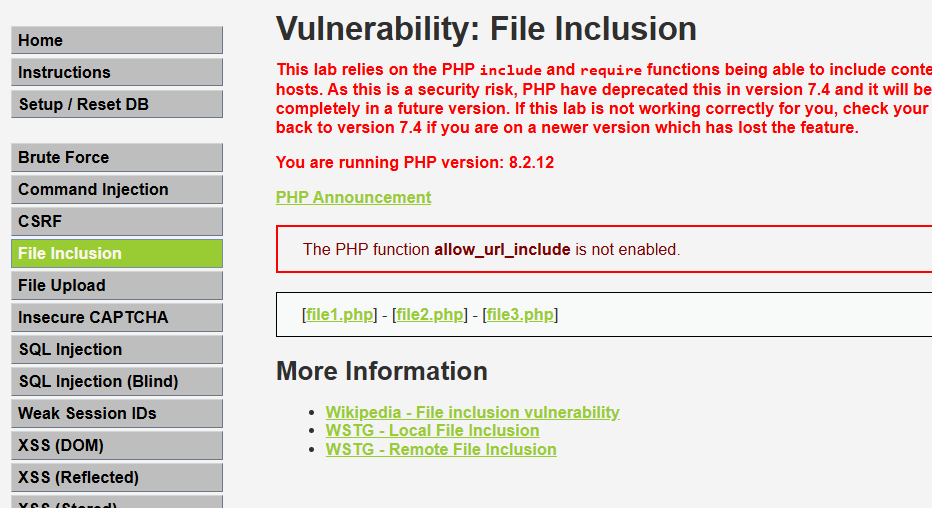 Home
Instructions
Setup / Reset DB
Brute Force
Command Injection
CSRF
File Inclusion
File Upload
Insecure CAPTCHA
SQL Injection
SQL Injection (Blind)
Weak Session IDs
XSS (DOM)
XSS (Reflected)
XSS (Stored)
Vulnerability: File Inclusion
This lab relies on the PHP include and require functions being able to include
hosts. As this is a security risk, PHP have deprecated this in version 7.4 and it will be
completely in a future version. If this lab is not working correctly for you, check your
back to version 7.4 if you are on a newer version which has lost the feature.
You are running PHP version: 8.2.12
PHP Announcement
The PHP function allow_url_include is not enabled.
[file1.php] - [file2.php] - [file3.php]
More Information
• Wikipedia - File inclusion vulnerability
• WSTG - Local File Inclusion
• WSTG - Remote File Inclusion